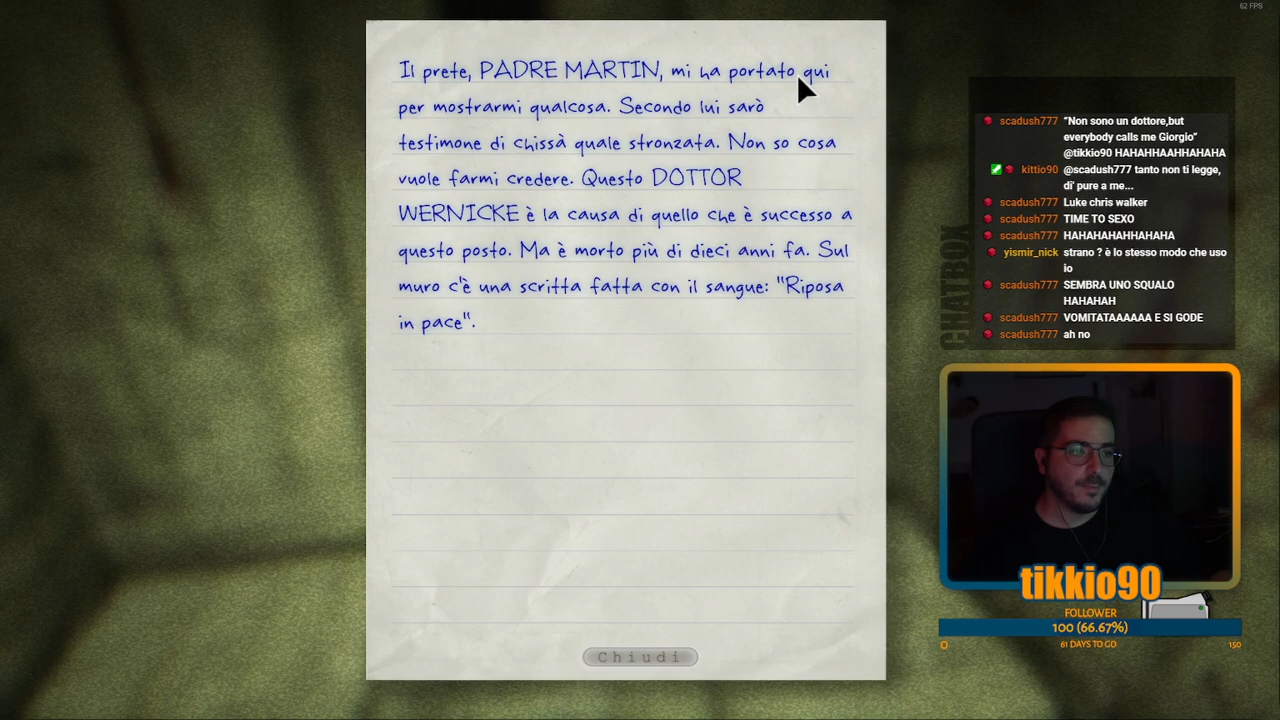 62 FPS
Il prete, PADRE MARTIN, mi ha portato qui
per mostrarmi qualcosa. Secondo lui sarò
testimone di chissà quale stronzata. Non so cosa
vuole farmi credere. Questo DOTTOR
WERNICKE è la causa di quello che è successo a
questo posto. Ma è morto più di dieci anni fa. Sul
muro c'è una scritta fatta con il sangue: "Riposa
in pace".
Chiudi
CHATBOX
scadush777 "Non sono un dottore,but
everybody calls me Giorgio"
@tikkio90 HAHAHHAAHHAHAHA
kittio90 @scadush777 tanto non ti legge,
di' pure a me...
scadush777 Luke chris walker
scadush777 TIME TO SEXO
scadush777 HAHAHAHAHHAHAHA
yismir_nick strano ? è lo stesso modo che uso
io
scadush777 SEMBRA UNO SQUALO
HAHAHAH
scadush777 VOMITATAAAAAA E SI GODE
scadush777 ah no
tikkio90
FOLLOWER
100 (66.67%)
0 61 DAYS TO GO 150